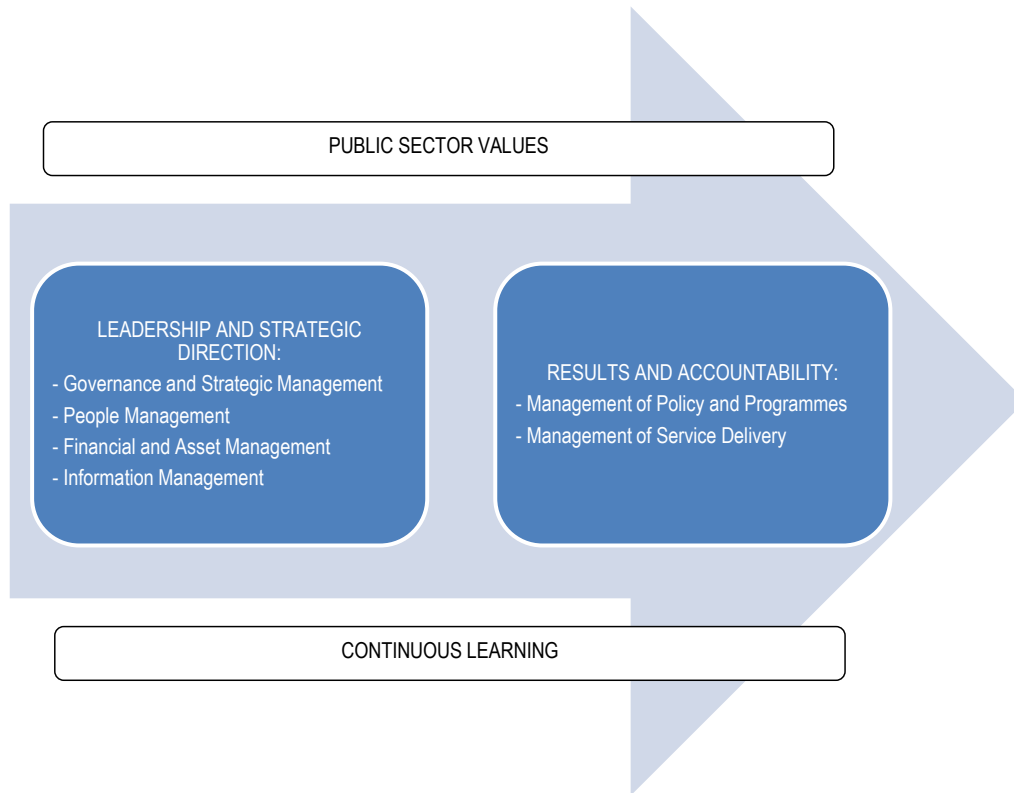 PUBLIC SECTOR VALUES
LEADERSHIP AND STRATEGIC
DIRECTION:
- Governance and Strategic Management
- People Management
- Financial and Asset Management
- Information Management
RESULTS AND ACCOUNTABILITY:
- Management of Policy and Programmes
- Management of Service Delivery
CONTINUOUS LEARNING